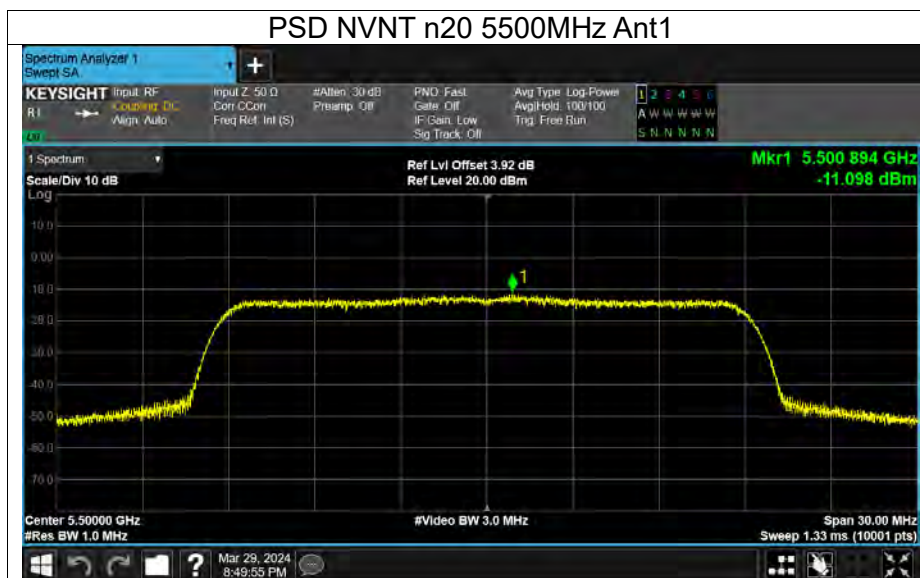 PSD NVNT n20 5500MHz Ant1
Spectrum Analyzer 1
Swept SA
+
KEYSIGHT Input: RF Input Z: 50 Ω #Atten: 30 dB PNO: Fast Avg Type: Log-Power 1 2 3 4 5 6
Coupling: DC Corr CCorr Preamp: Off Gate: Off Avg|Hold: 100/100 A W W W W W
Align: Auto Freq Ref: Int (S) IF Gain: Low Trig: Free Run
Sig Track: Off S N N N N N
1 Spectrum Ref Lvl Offset 3.92 dB Mkr1 5.500 894 GHz
Scale/Div 10 dB Ref Level 20.00 dBm -11.098 dBm
Log
10.0
0.00
1
-10.0
-20.0
-30.0
-40.0
-50.0
-60.0
-70.0
Center 5.50000 GHz #Video BW 3.0 MHz Span 30.00 MHz
#Res BW 1.0 MHz Sweep 1.33 ms (10001 pts)
? Mar 29, 2024
8:49:55 PM